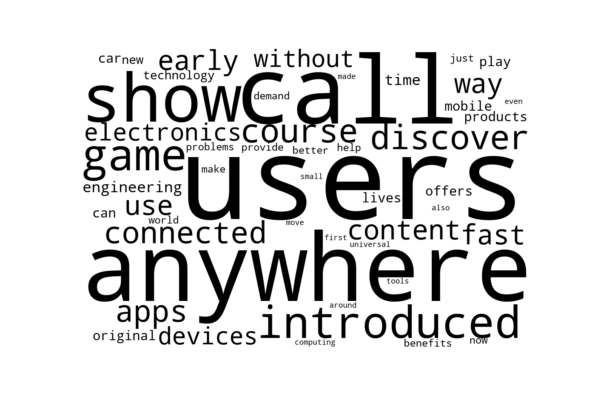 car new early without just play
technology made time even
show call demand way
mobile products
electronics course discover
problems provide better help
game users
make small lives offers
engineering
can use world also
move content fast
connected first universal
anywhere tools
apps around introduced
original devices computing benefits now